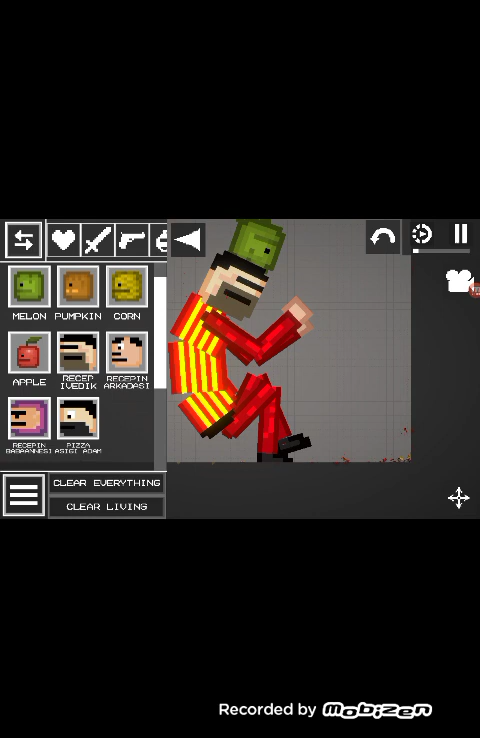 MELON
PUMPKIN
CORN
APPLE
RECEP
IVEDIK
RECEPIN
ARKADASI
RECEPIN
BABAANNESI
PIZZA
ASIGI ADAM
CLEAR EVERYTHING
CLEAR LIVING
Recorded by Mobizen